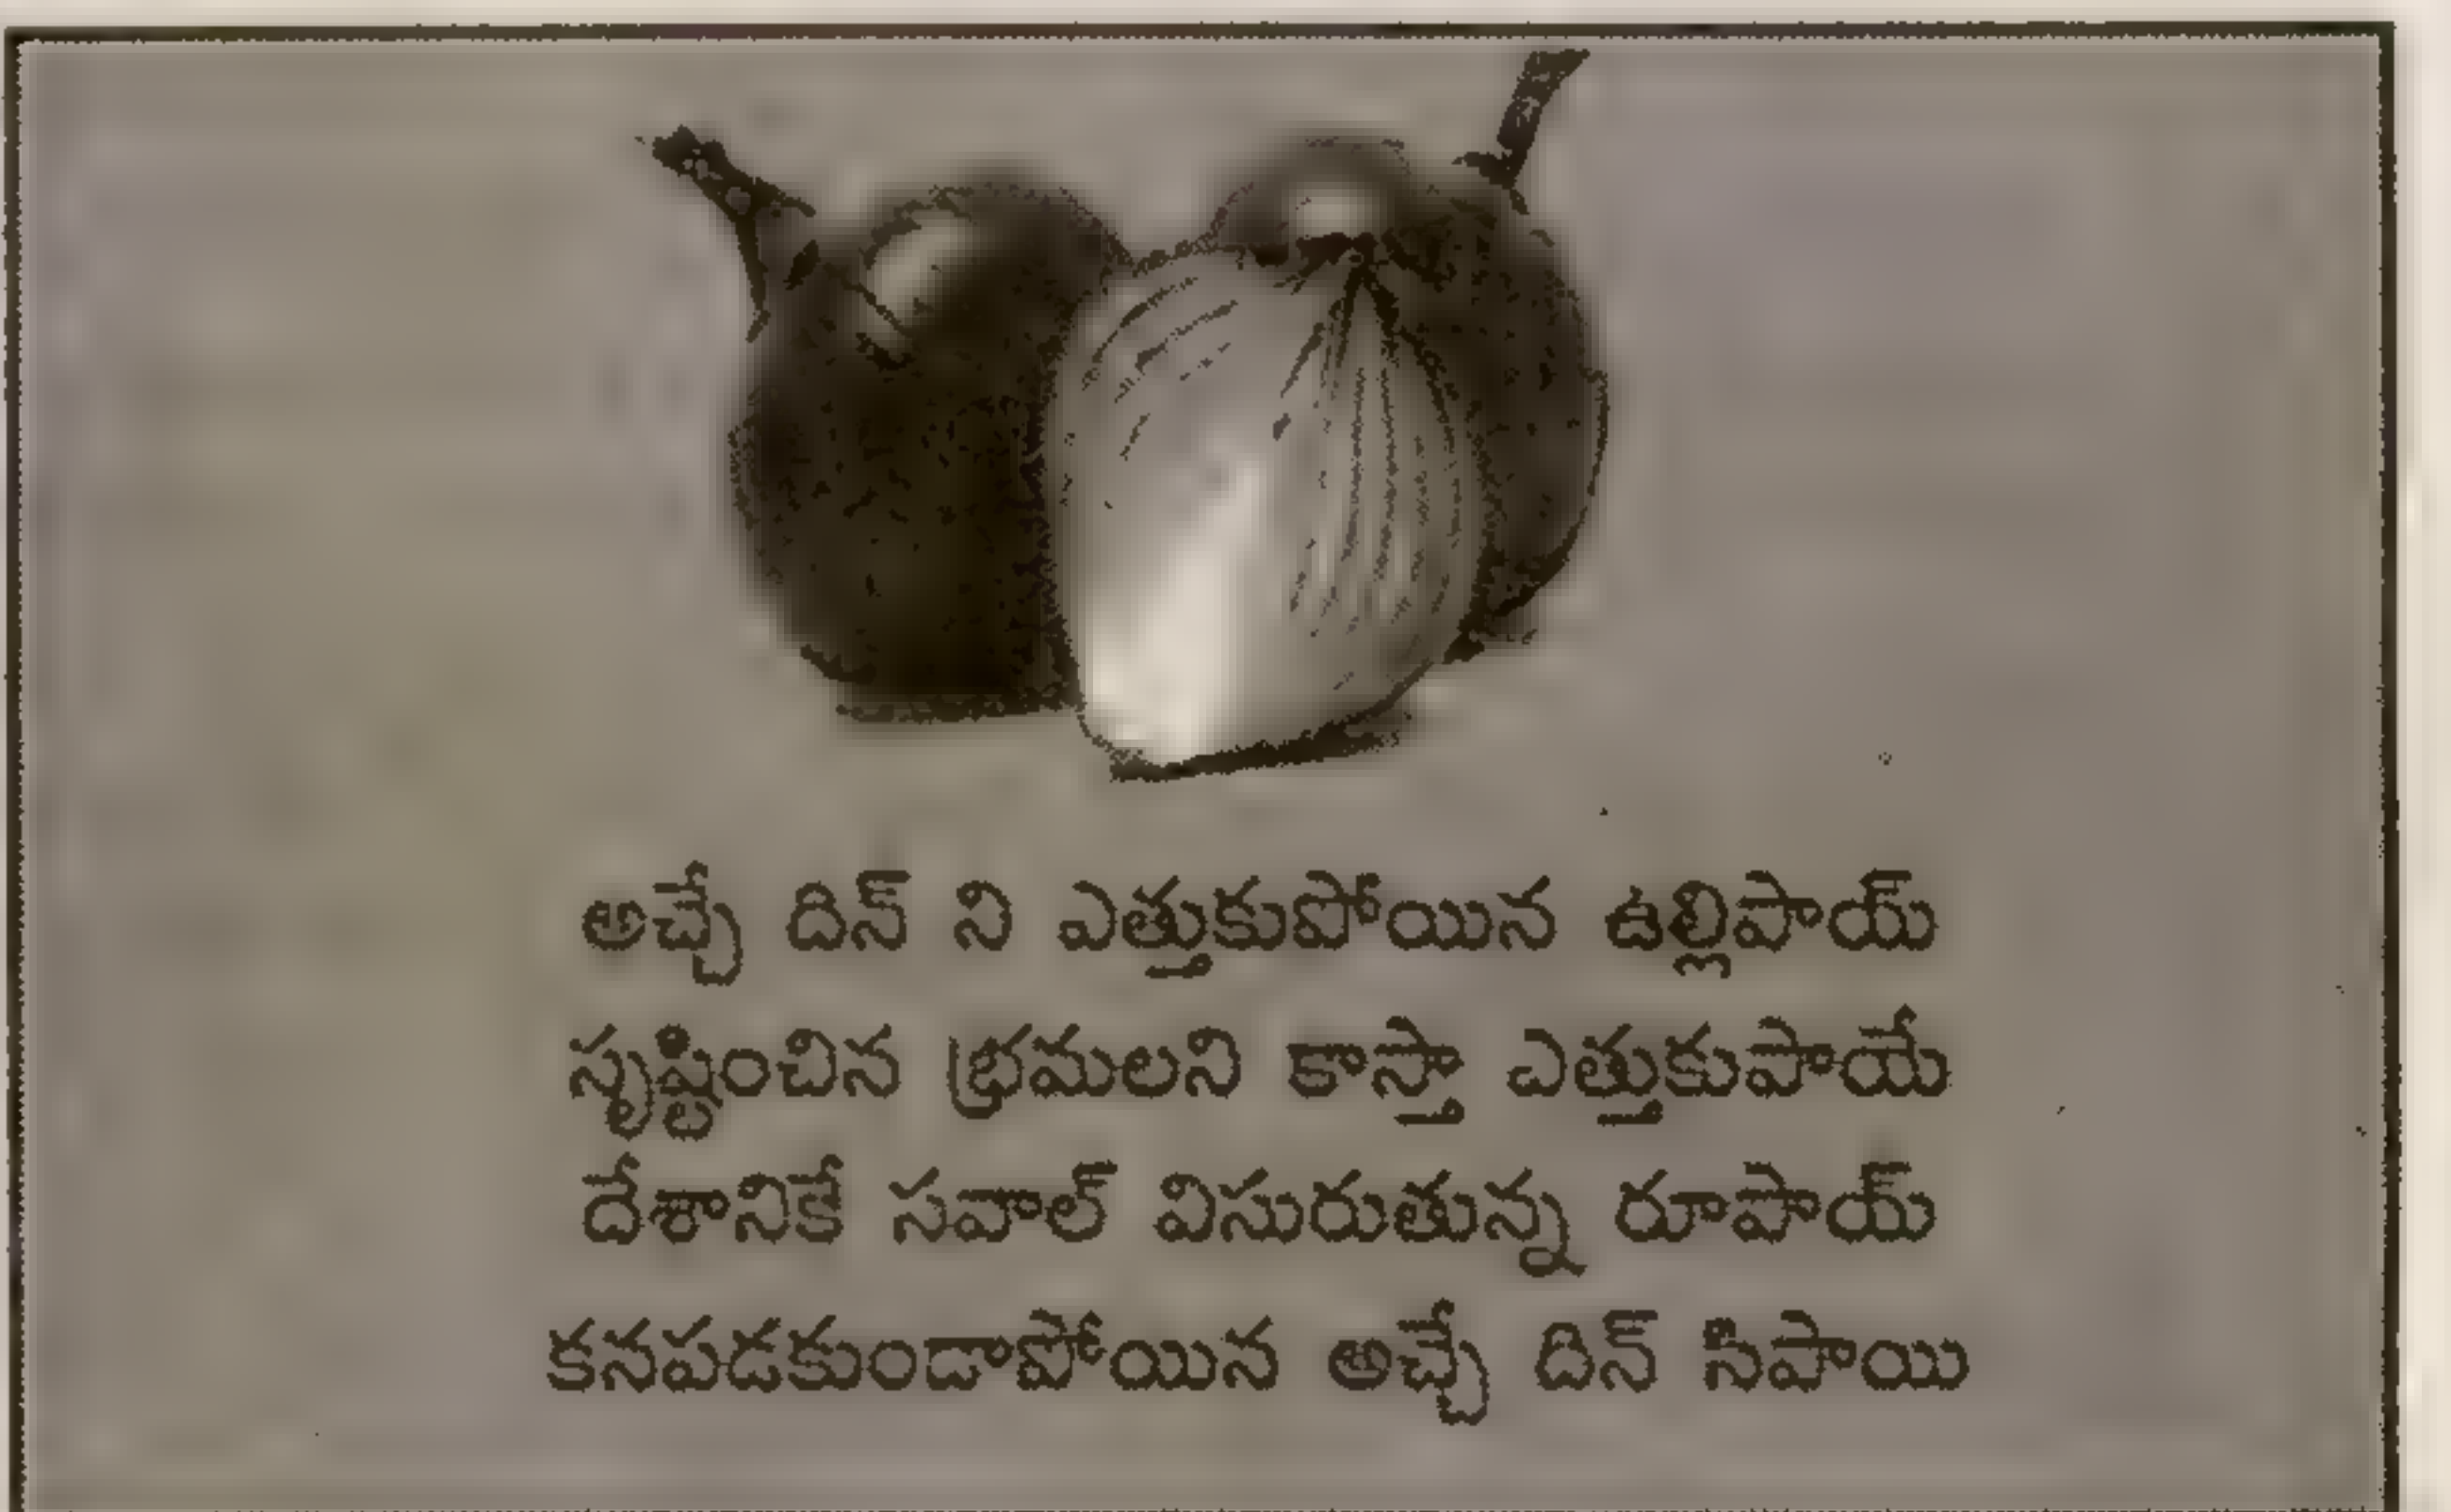 అచ్ఛే దిన్ ని ఎత్తుకుపోయిన ఉల్లిపాయ్
సృష్టించిన భ్రమలని కాస్తా ఎత్తుకుపాయే
దేశానికే సవాల్ విసురుతున్న రూపాయ్
కనపడకుండాపోయిన అచ్ఛే దిన్ సిపాయి